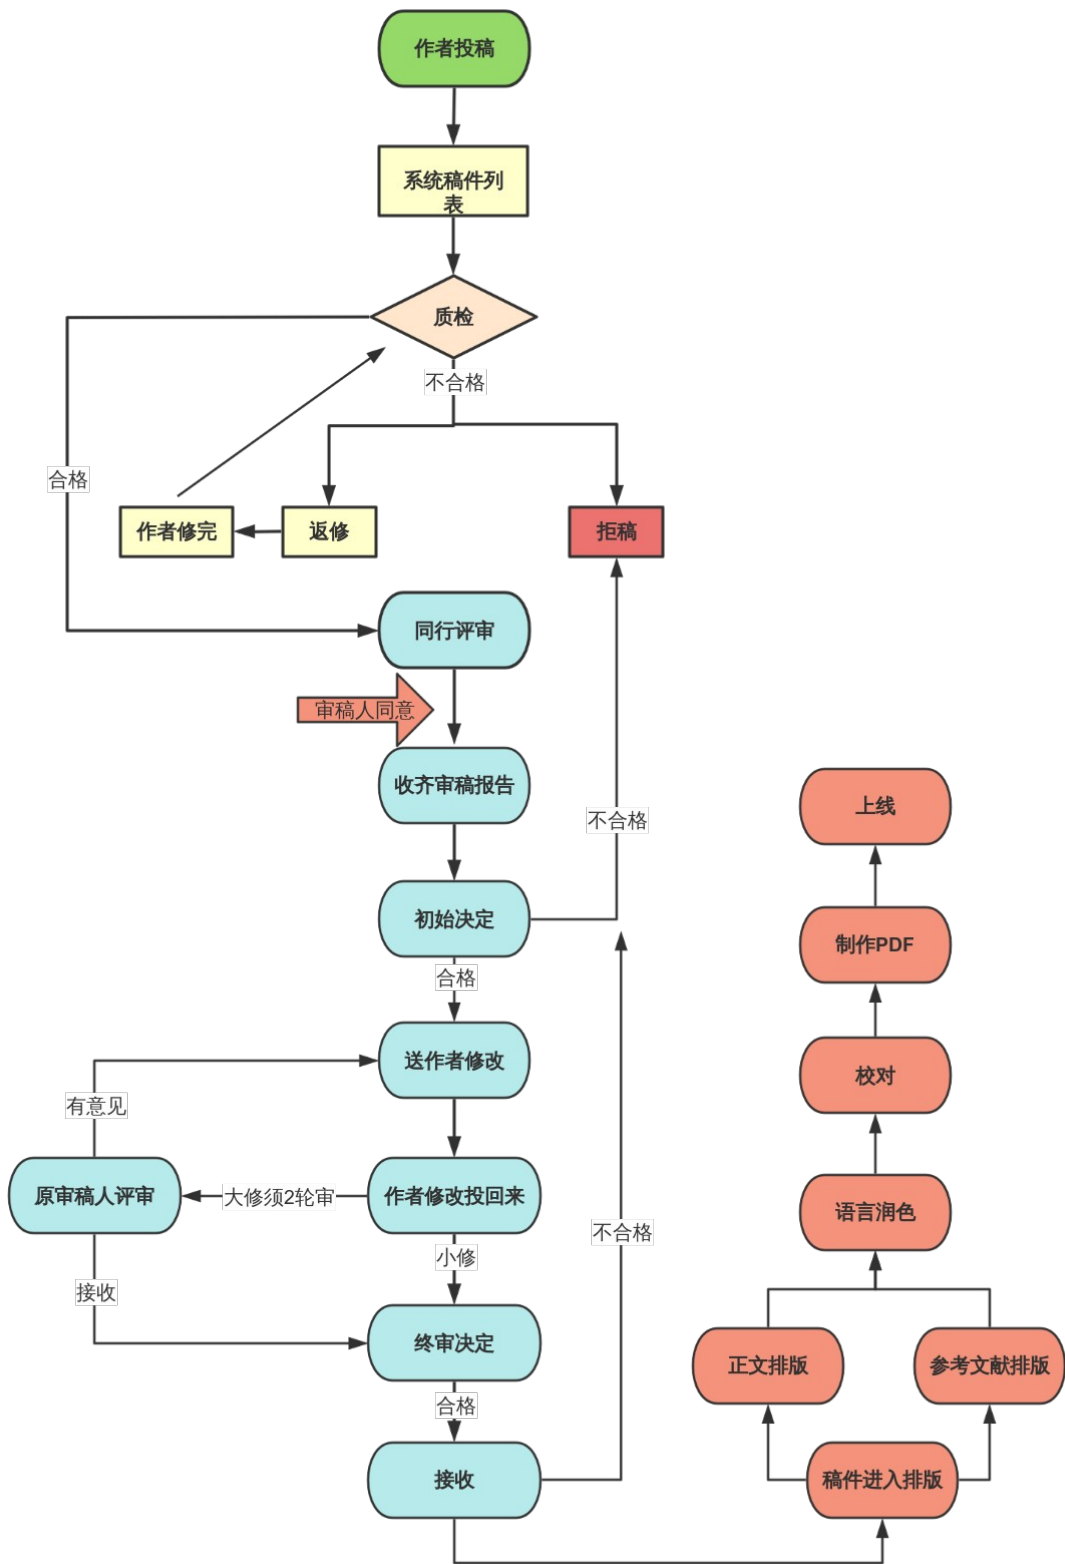 作者投稿
系统稿件列
表
质检
不合格
合格
作者修完
返修
拒稿
同行评审
审稿人同意
收齐审稿报告
不合格
初始决定
合格
送作者修改
有意见
原审稿人评审
大修须2轮审
作者修改投回来
不合格
小修
接收
终审决定
合格
接收
上线
制作PDF
校对
语言润色
正文排版
参考文献排版
稿件进入排版